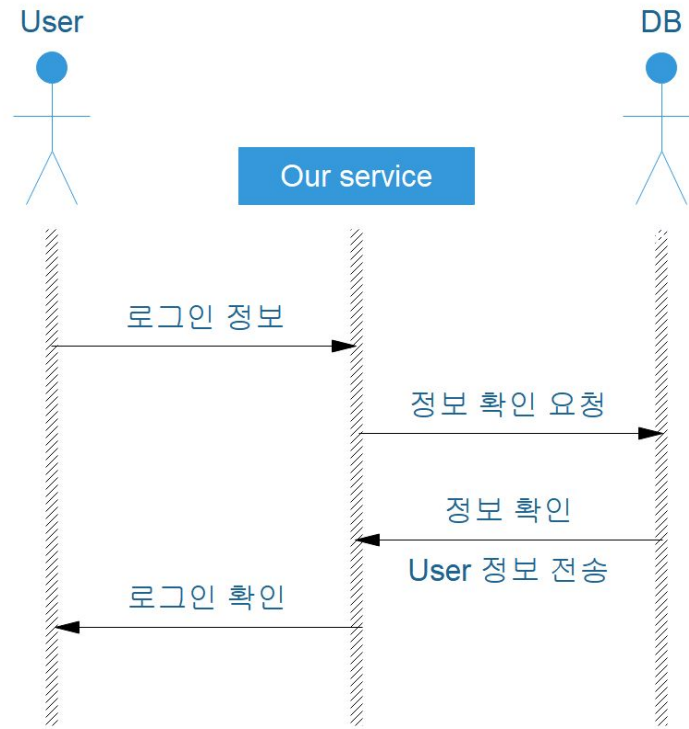 User
DB
Our service
로그인 정보
정보 확인 요청
정보 확인
User 정보 전송
로그인 확인